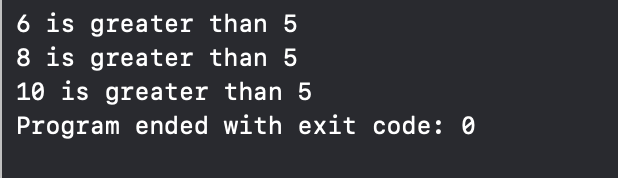 6 is greater than 5
8 is greater than 5
10 is greater than 5
Program ended with exit code: 0